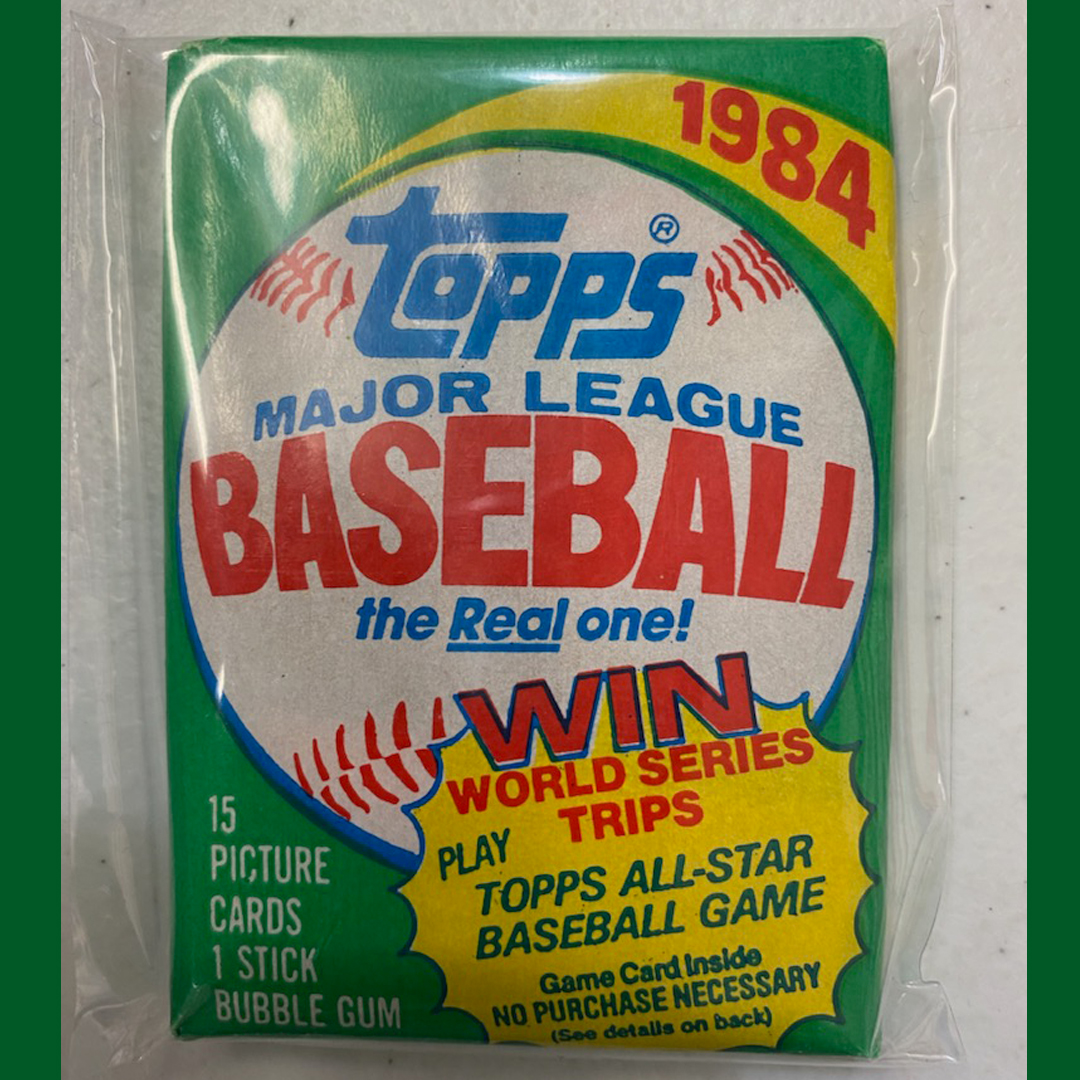 1984
topps®
MAJOR LEAGUE
BASEBALL
the Real one!
WIN
WORLD SERIES
TRIPS
PLAY
TOPPS ALL-STAR
BASEBALL GAME
Game Card Inside
NO PURCHASE NECESSARY
(See details on back)
15
PICTURE
CARDS
1 STICK
BUBBLE GUM